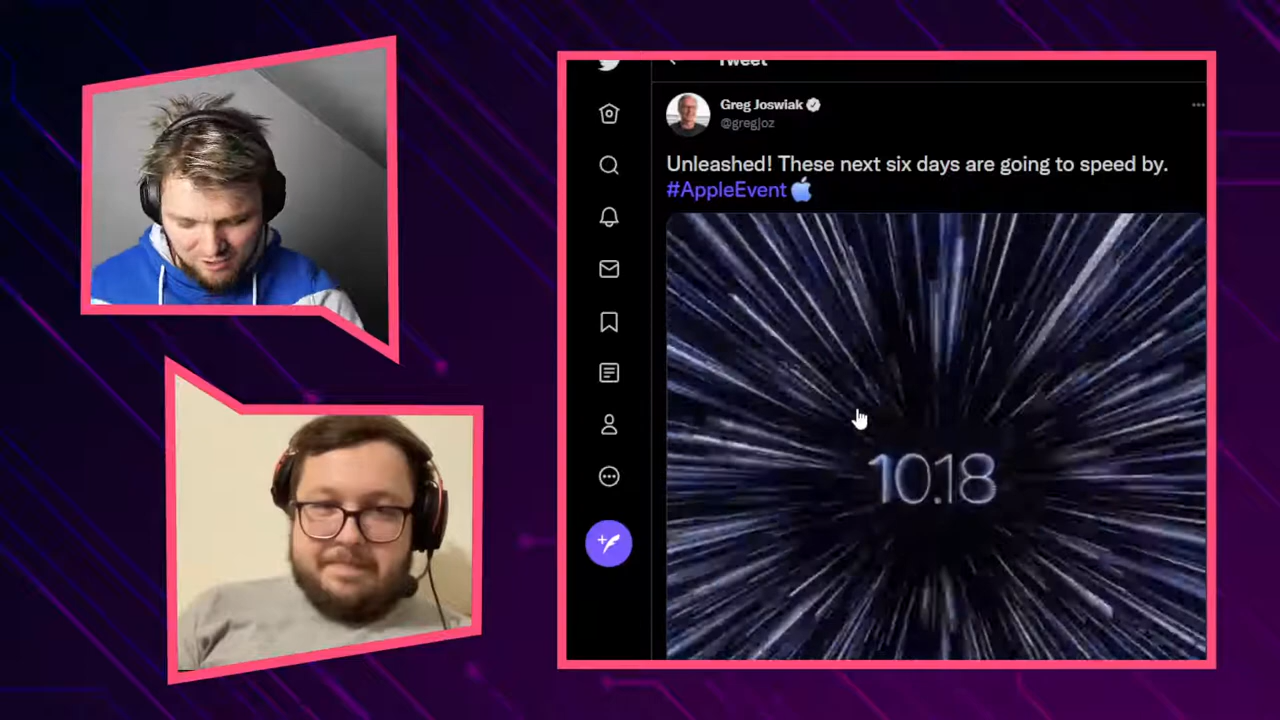 Tweet
Greg Joswiak
@gregjoz
Unleashed! These next six days are going to speed by.
#AppleEvent
10.18